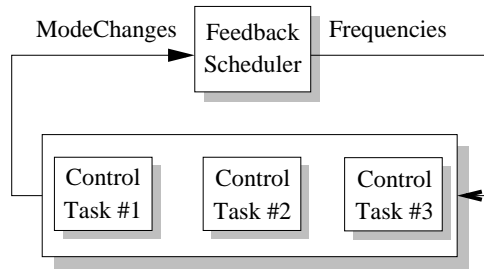 ModeChanges
Feedback
Scheduler
Frequencies
Control
Task #1
Control
Task #2
Control
Task #3